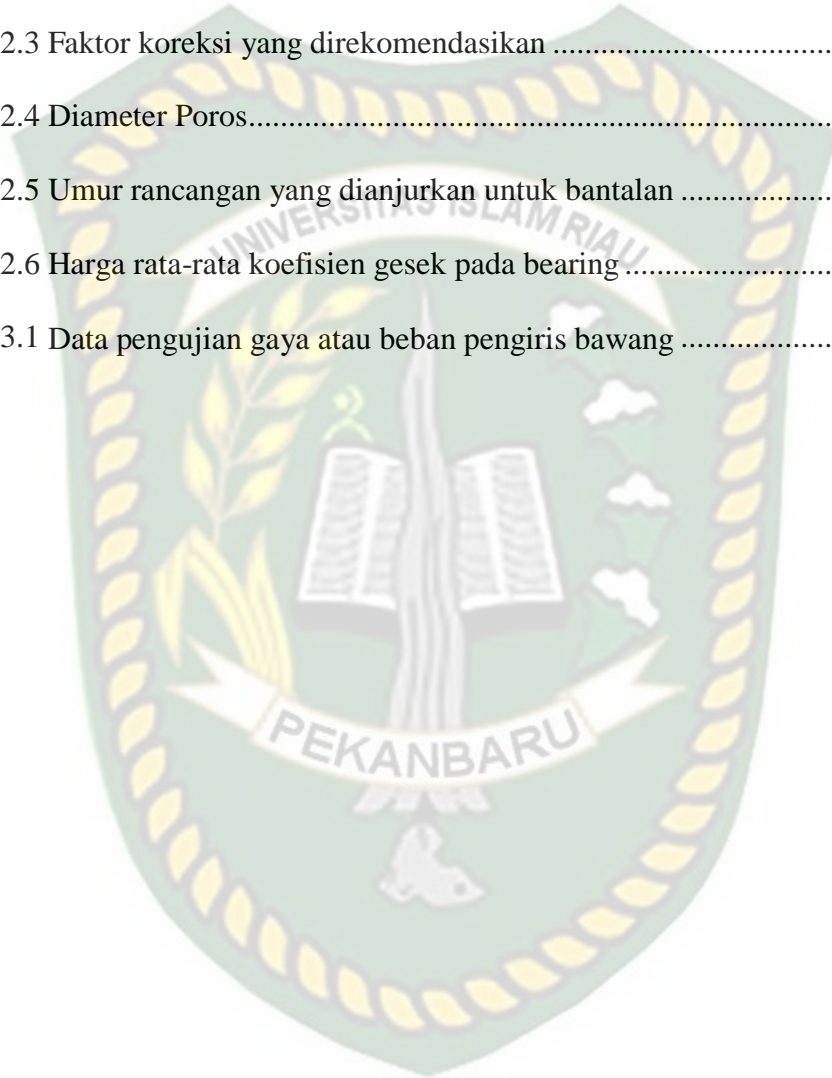 2.3 Faktor koreksi yang direkomendasikan ...................................
2.4 Diameter Poros.........................................................................
2.5 Umur rancangan yang dianjurkan untuk bantalan ...................
2.6 Harga rata-rata koefisien gesek pada bearing .............................
3.1 Data pengujian gaya atau beban pengiris bawang ...................
UNIVERSITAS ISLAM RIAU
PEKANBARU